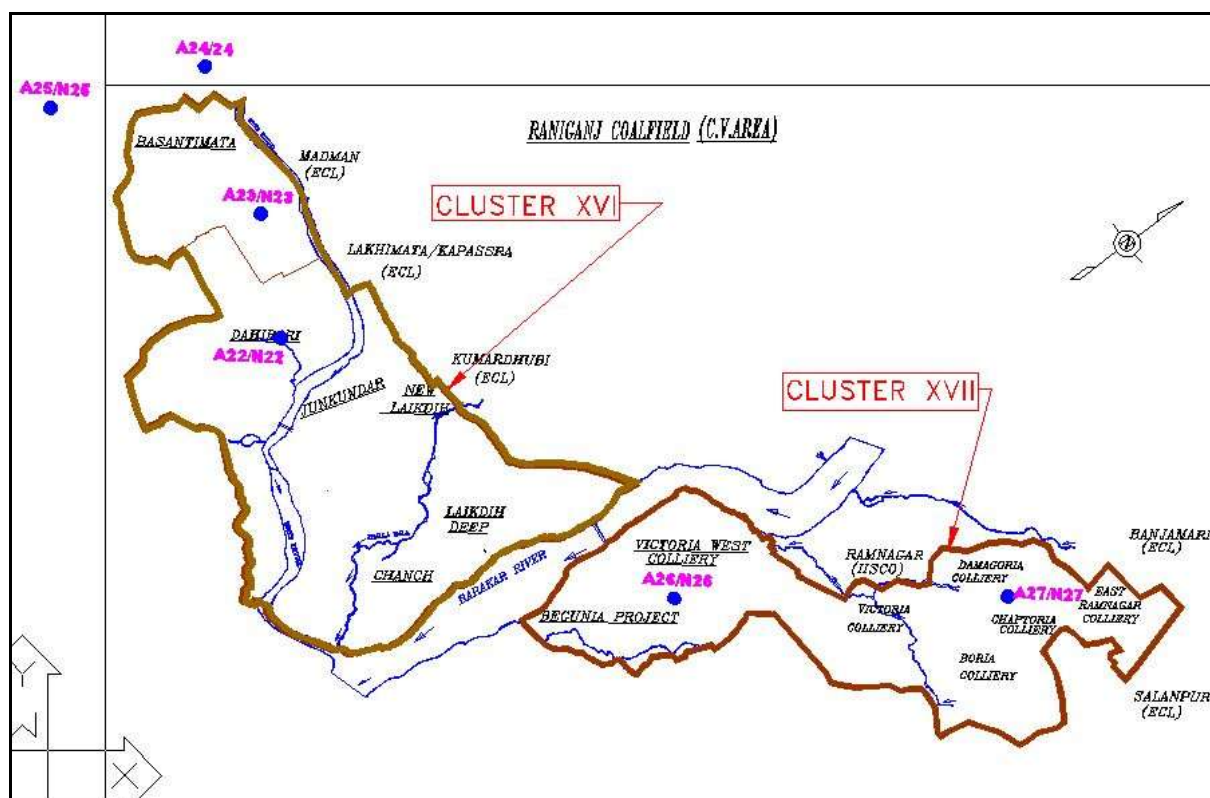 A24/24
A25/N25
RANIGANJ COALFIELD (C.V.AREA)
BASANTIMATA
MADMAN
(ECL)
A23/N23
CLUSTER XVI
LAKHIMATA/KAPASSRA
(ECL)
DAHIBARI
A22/N22
KUMARDHUBI
(ECL)
JUNKUNDAR
NEW
LAIKDIH
CLUSTER XVII
LAIKDIH
DEEP
CHANCH
BARAKAR RIVER
VICTORIA WEST
COLLIERY
A26/N26
BEGUNIA PROJECT
RAMNAGAR
(IISCO)
BANJAMARI
(ECL)
DAMAGORIA
COLLIERY
A27/N27
EAST
RAMNAGAR
COLLIERY
VICTORIA
COLLIERY
CHAPTORIA
COLLIERY
BORIA
COLLIERY
SALANPUR
(ECL)
Y
X